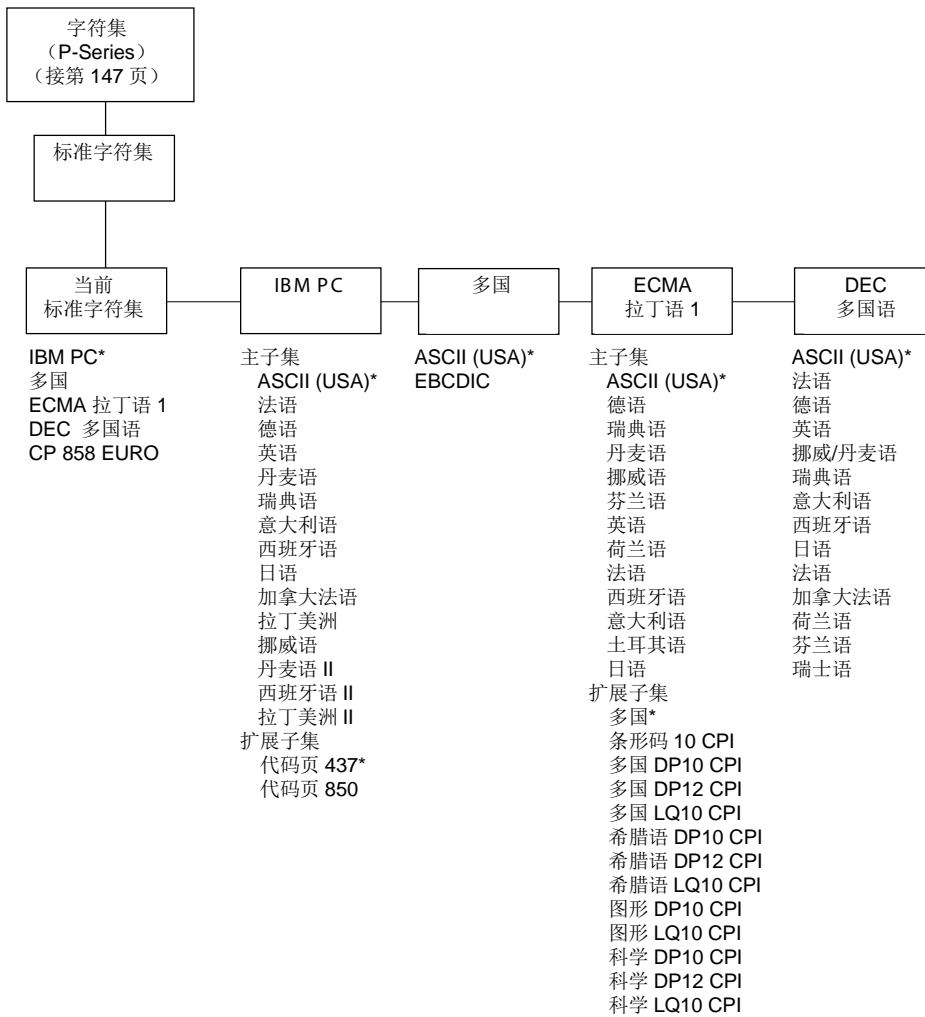 字符集
（P-Series）
（接第 147 页）
标准字符集
当前
标准字符集
IBM PC*
多国
ECMA 拉丁语 1
DEC 多国语
CP 858 EURO
IBM PC
主子集
ASCII (USA)*
法语
德语
英语
丹麦语
瑞典语
意大利语
西班牙语
日语
加拿大法语
拉丁美洲
挪威语
丹麦语 II
西班牙语 II
拉丁美洲 II
扩展子集
代码页 437*
代码页 850
多国
ASCII (USA)*
EBCDIC
ECMA
拉丁语 1
主子集
ASCII (USA)*
德语
瑞典语
丹麦语
挪威语
芬兰语
英语
荷兰语
法语
西班牙语
意大利语
土耳其语
日语
扩展子集
多国*
条形码 10 CPI
多国 DP10 CPI
多国 DP12 CPI
多国 LQ10 CPI
希腊语 DP10 CPI
希腊语 DP12 CPI
希腊语 LQ10 CPI
图形 DP10 CPI
图形 LQ10 CPI
科学 DP10 CPI
科学 DP12 CPI
科学 LQ10 CPI
DEC
多国语
ASCII (USA)*
法语
德语
英语
挪威/丹麦语
瑞典语
意大利语
西班牙语
日语
法语
加拿大法语
荷兰语
芬兰语
瑞士语